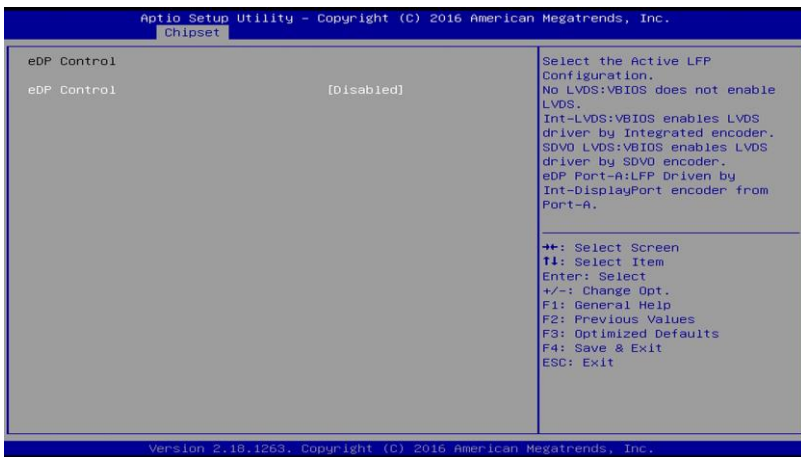 Aptio Setup Utility – Copyright (C) 2016 American Megatrends, Inc.
Chipset
eDP Control
eDP Control [Disabled]
Select the Active LFP
Configuration.
No LVDS:VBIOS does not enable
LVDS.
Int-LVDS:VBIOS enables LVDS
driver by Integrated encoder.
SDVO LVDS:VBIOS enables LVDS
driver by SDVO encoder.
eDP Port-A:LFP Driven by
Int-DisplayPort encoder from
Port-A.
→←: Select Screen
↑↓: Select Item
Enter: Select
+/-: Change Opt.
F1: General Help
F2: Previous Values
F3: Optimized Defaults
F4: Save & Exit
ESC: Exit
Version 2.18.1263. Copyright (C) 2016 American Megatrends, Inc.